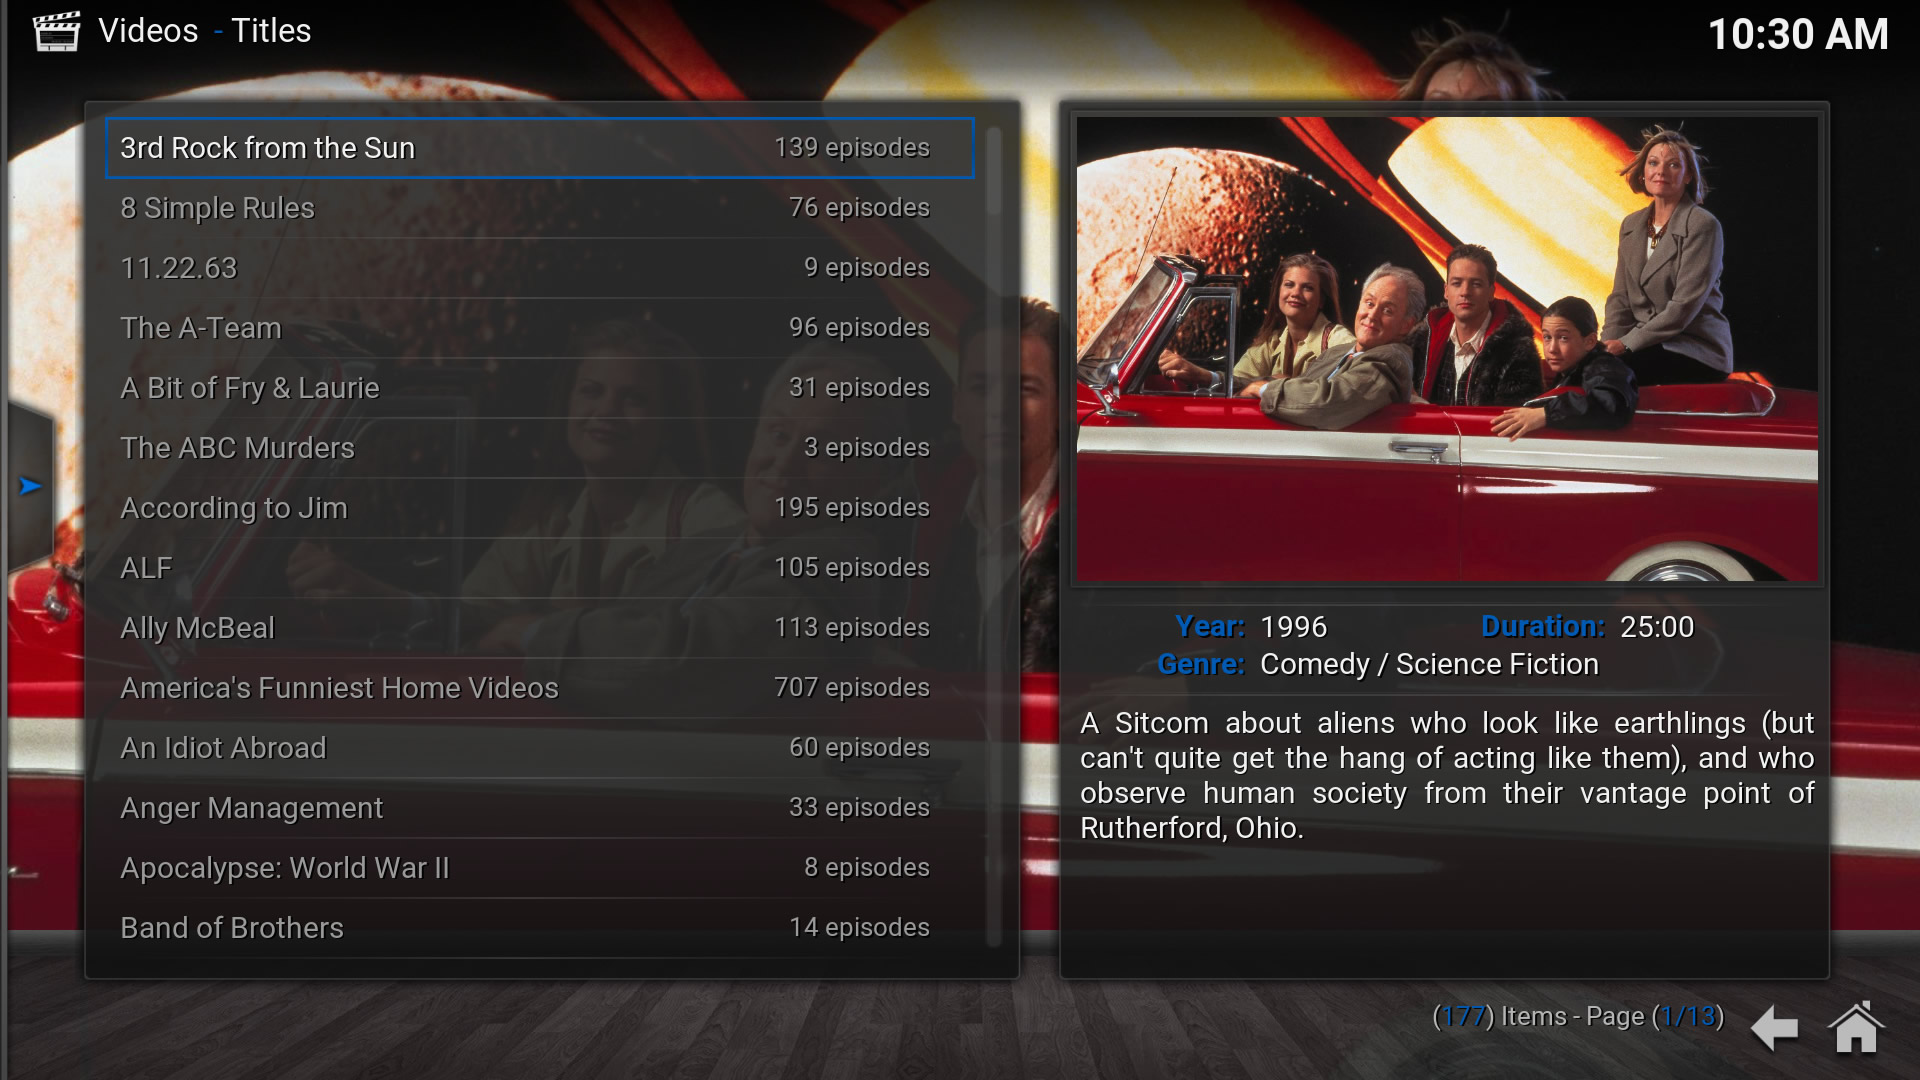 Videos - Titles
10:30 AM
3rd Rock from the Sun 139 episodes
8 Simple Rules 76 episodes
11.22.63 9 episodes
The A-Team 96 episodes
A Bit of Fry & Laurie 31 episodes
The ABC Murders 3 episodes
According to Jim 195 episodes
ALF 105 episodes
Ally McBeal 113 episodes
America's Funniest Home Videos 707 episodes
An Idiot Abroad 60 episodes
Anger Management 33 episodes
Apocalypse: World War II 8 episodes
Band of Brothers 14 episodes
Year: 1996 Duration: 25:00
Genre: Comedy / Science Fiction
A Sitcom about aliens who look like earthlings (but
can't quite get the hang of acting like them), and who
observe human society from their vantage point of
Rutherford, Ohio.
(177) Items - Page (1/13)